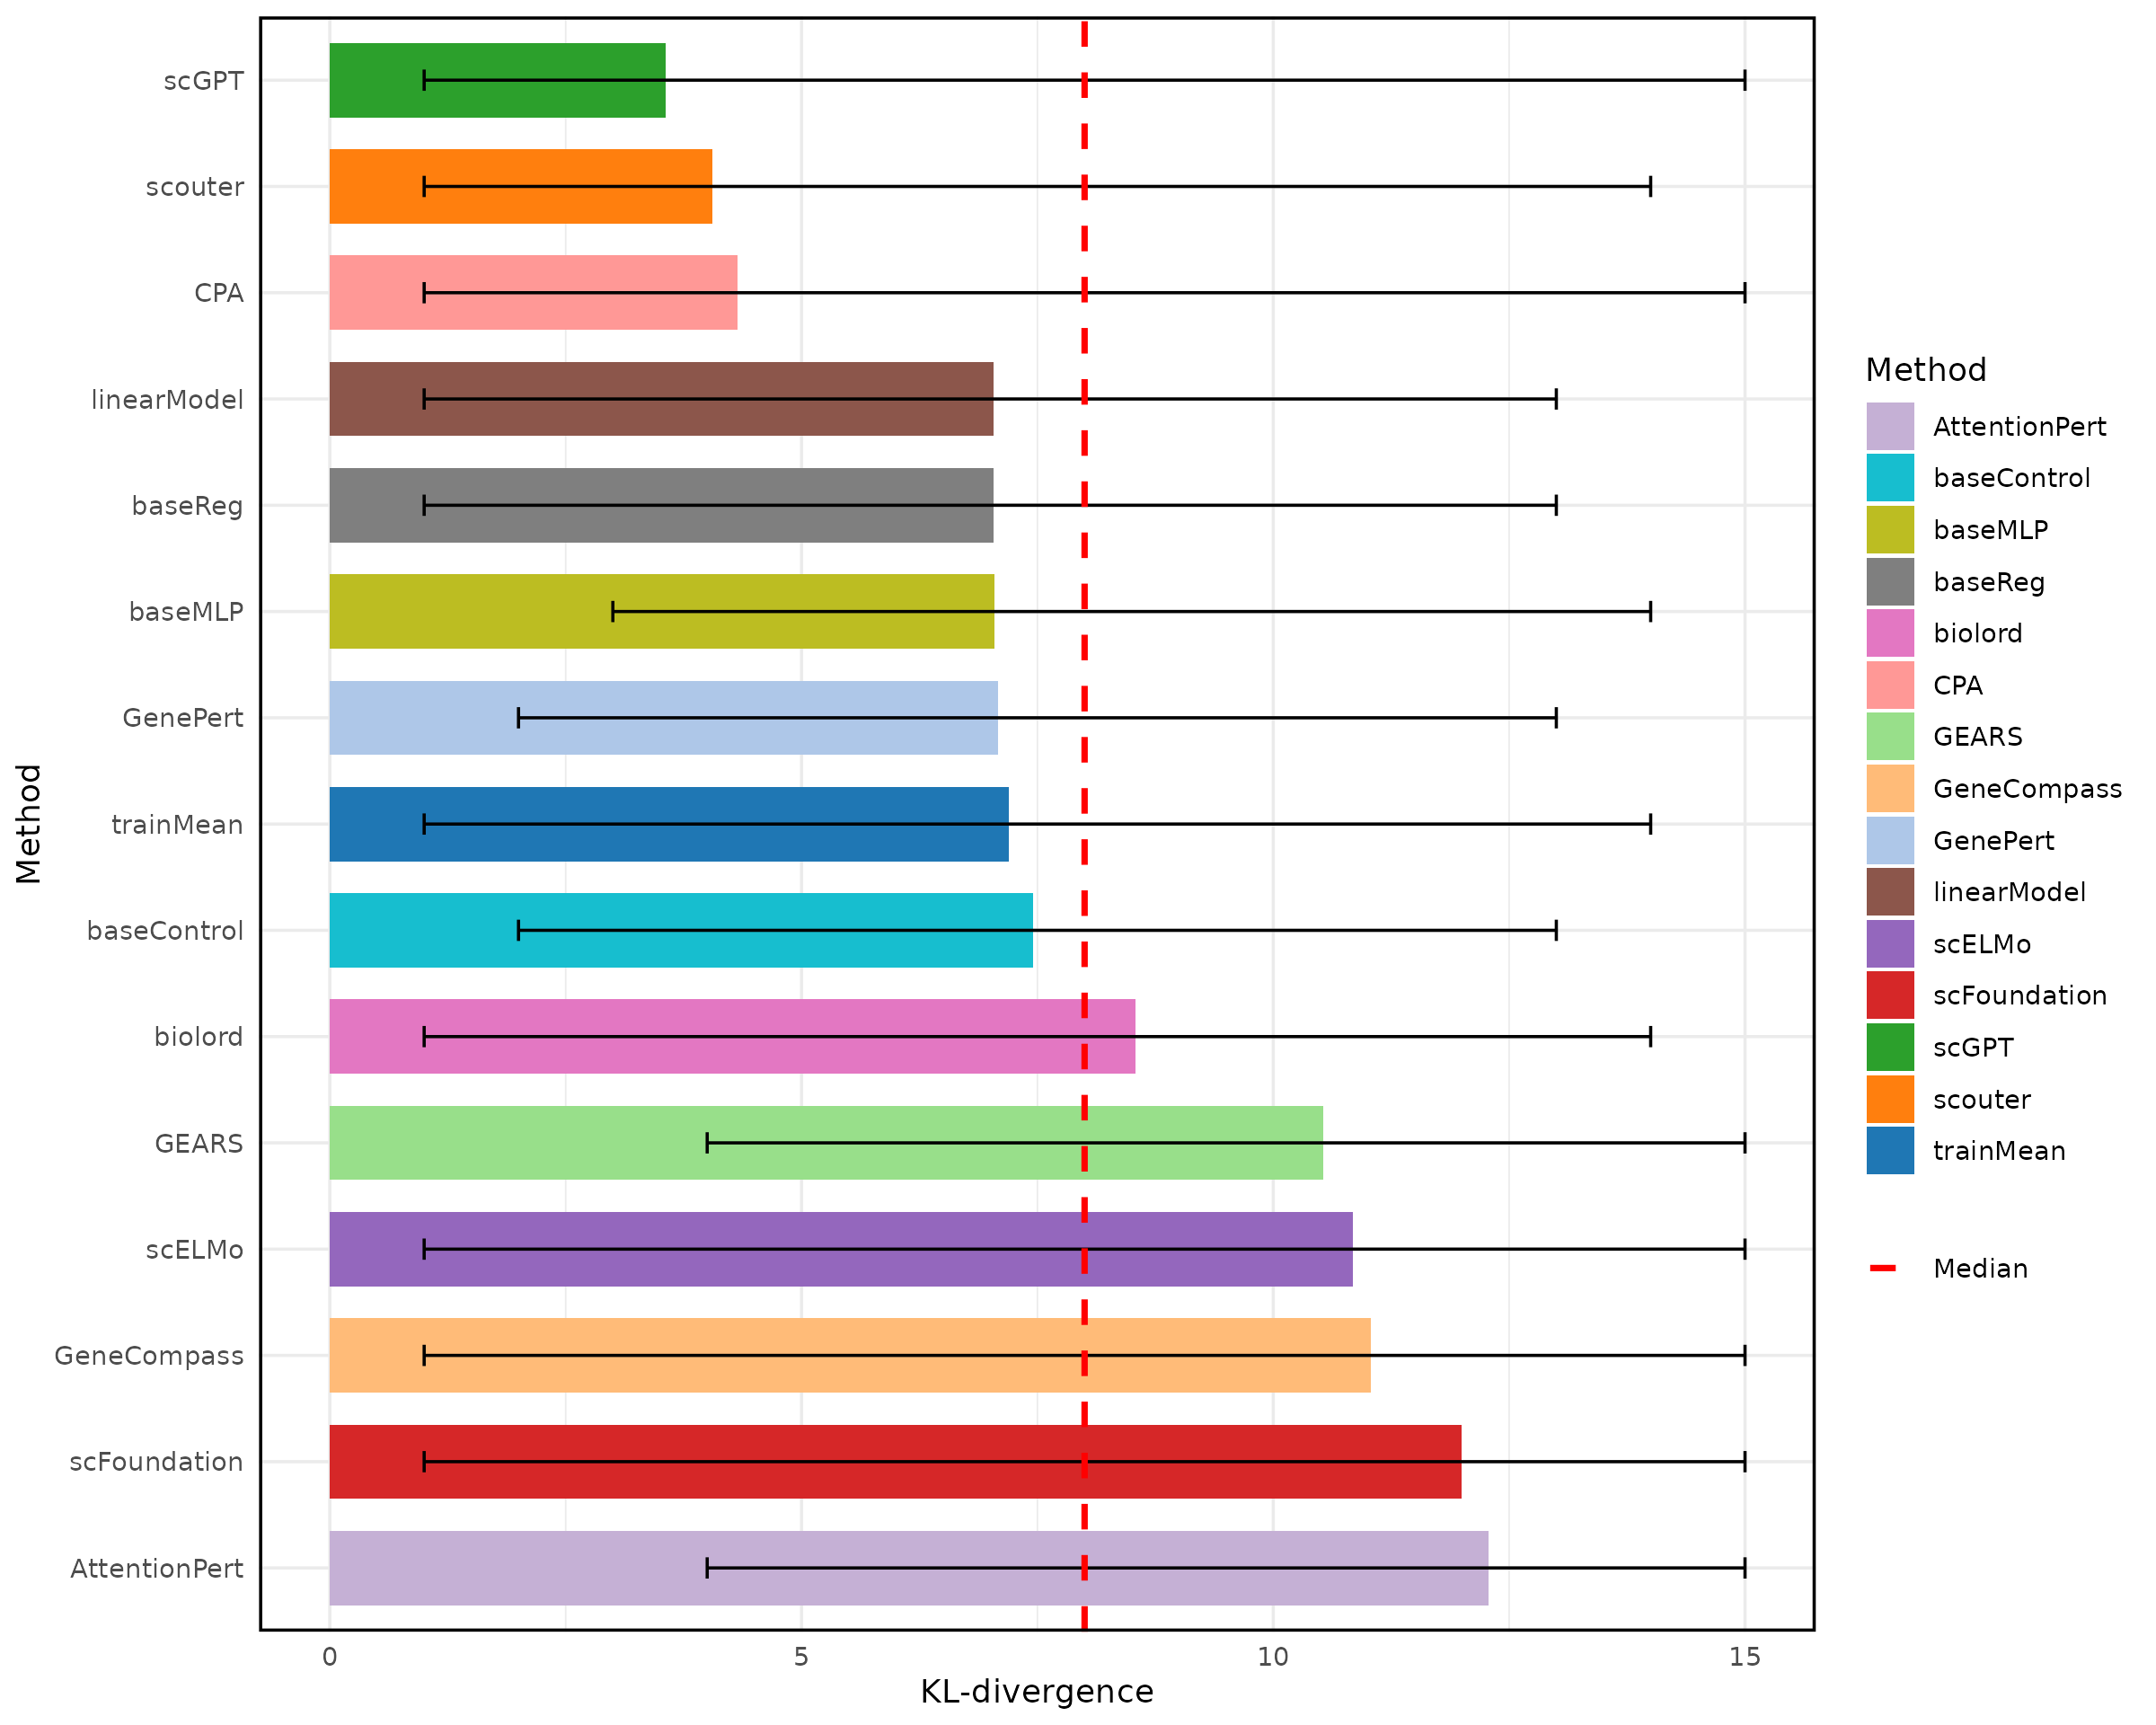 Method
scGPT
scouter
CPA
linearModel
baseReg
baseMLP
GenePert
trainMean
baseControl
biolord
GEARS
scELMo
GeneCompass
scFoundation
AttentionPert
0 5 10 15
KL-divergence
Method
AttentionPert
baseControl
baseMLP
baseReg
biolord
CPA
GEARS
GeneCompass
GenePert
linearModel
scELMo
scFoundation
scGPT
scouter
trainMean
Median